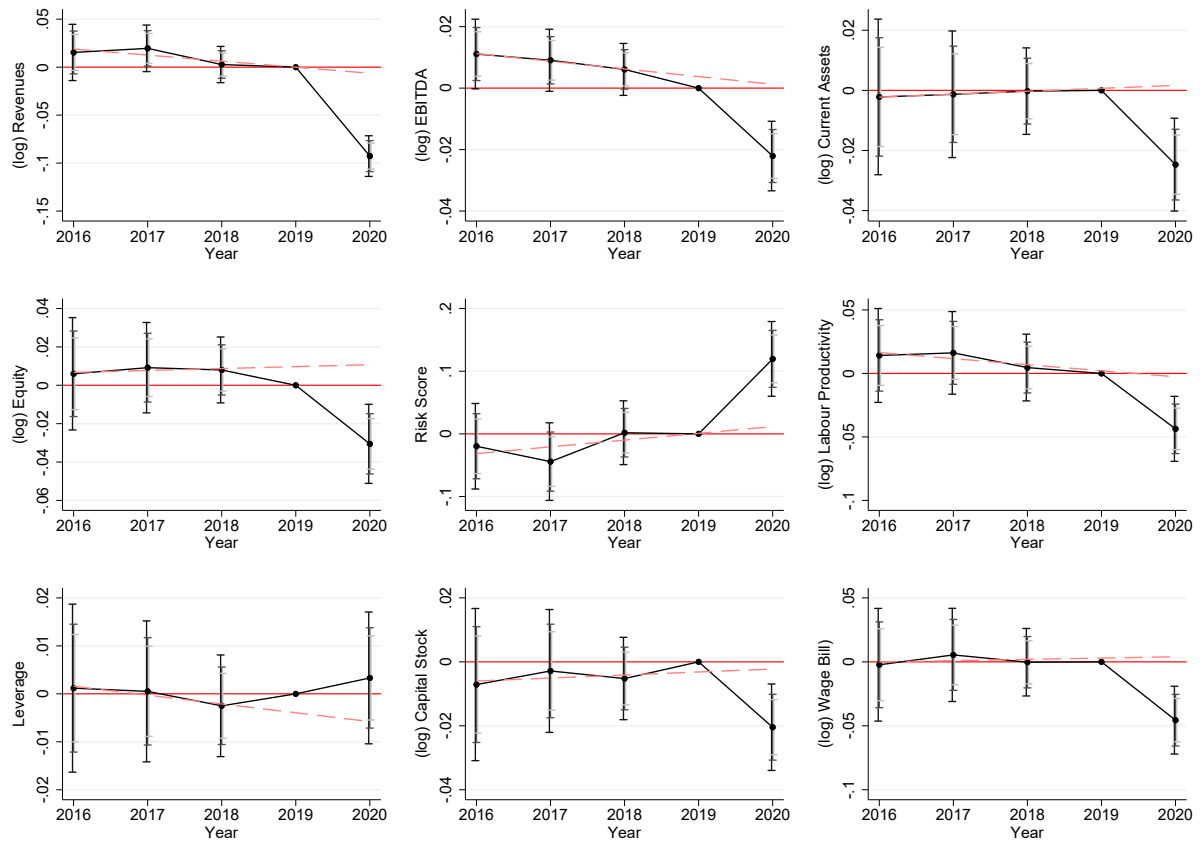 (log) Revenues
.05
0
-.05
-.1
-.15
2016 2017 2018 2019 2020
Year
(log) EBITDA
.02
0
-.02
-.04
2016 2017 2018 2019 2020
Year
(log) Current Assets
.02
0
-.02
-.04
2016 2017 2018 2019 2020
Year
(log) Equity
.04
.02
0
-.02
-.04
-.06
2016 2017 2018 2019 2020
Year
Risk Score
.2
.1
0
-.1
2016 2017 2018 2019 2020
Year
(log) Labour Productivity
.05
0
-.05
-.1
2016 2017 2018 2019 2020
Year
Leverage
.02
.01
0
-.01
-.02
2016 2017 2018 2019 2020
Year
(log) Capital Stock
.02
0
-.02
-.04
2016 2017 2018 2019 2020
Year
(log) Wage Bill)
.05
0
-.05
-.1
2016 2017 2018 2019 2020
Year